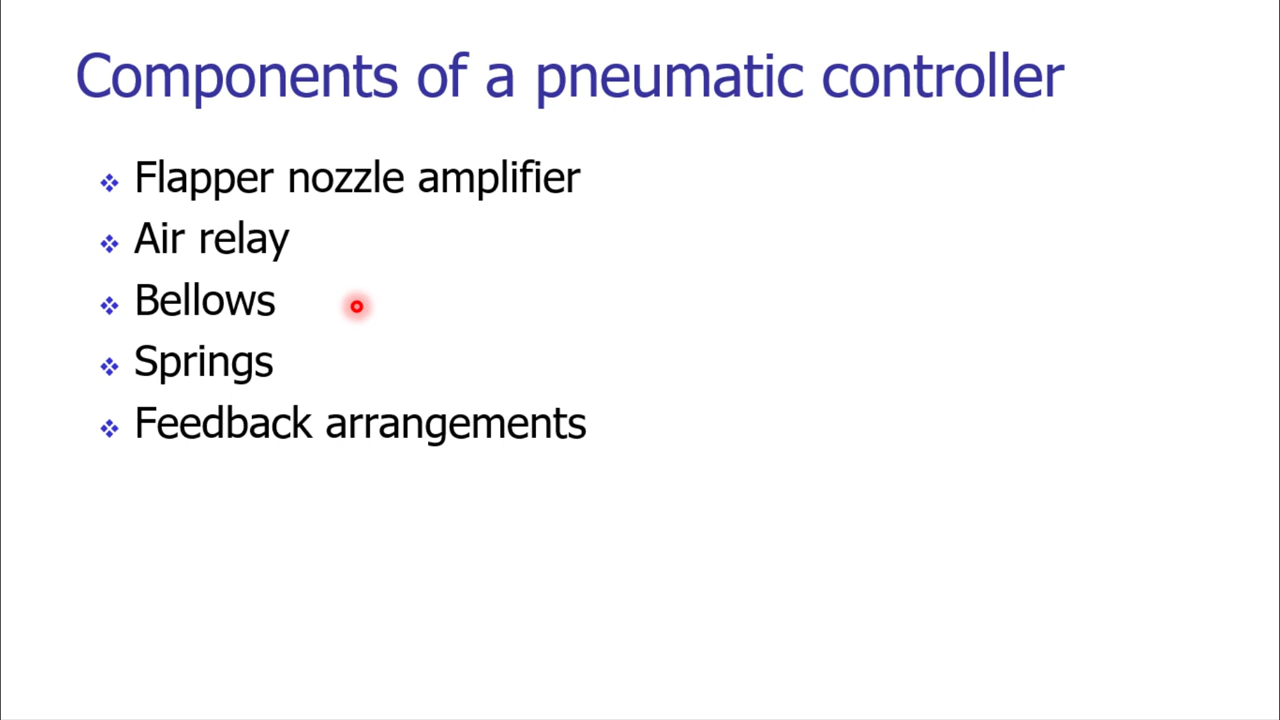 Components of a pneumatic controller
Flapper nozzle amplifier
Air relay
Bellows
Springs
Feedback arrangements